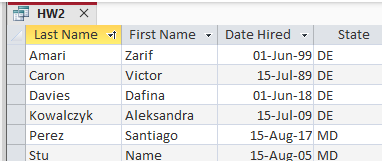 HW2
Last Name First Name Date Hired State
Amari Zarif 01-Jun-99 DE
Caron Victor 15-Jul-89 DE
Davies Dafina 01-Jun-18 DE
Kowalczyk Aleksandra 15-Jul-09 DE
Perez Santiago 15-Aug-17 MD
Stu Name 15-Aug-05 MD